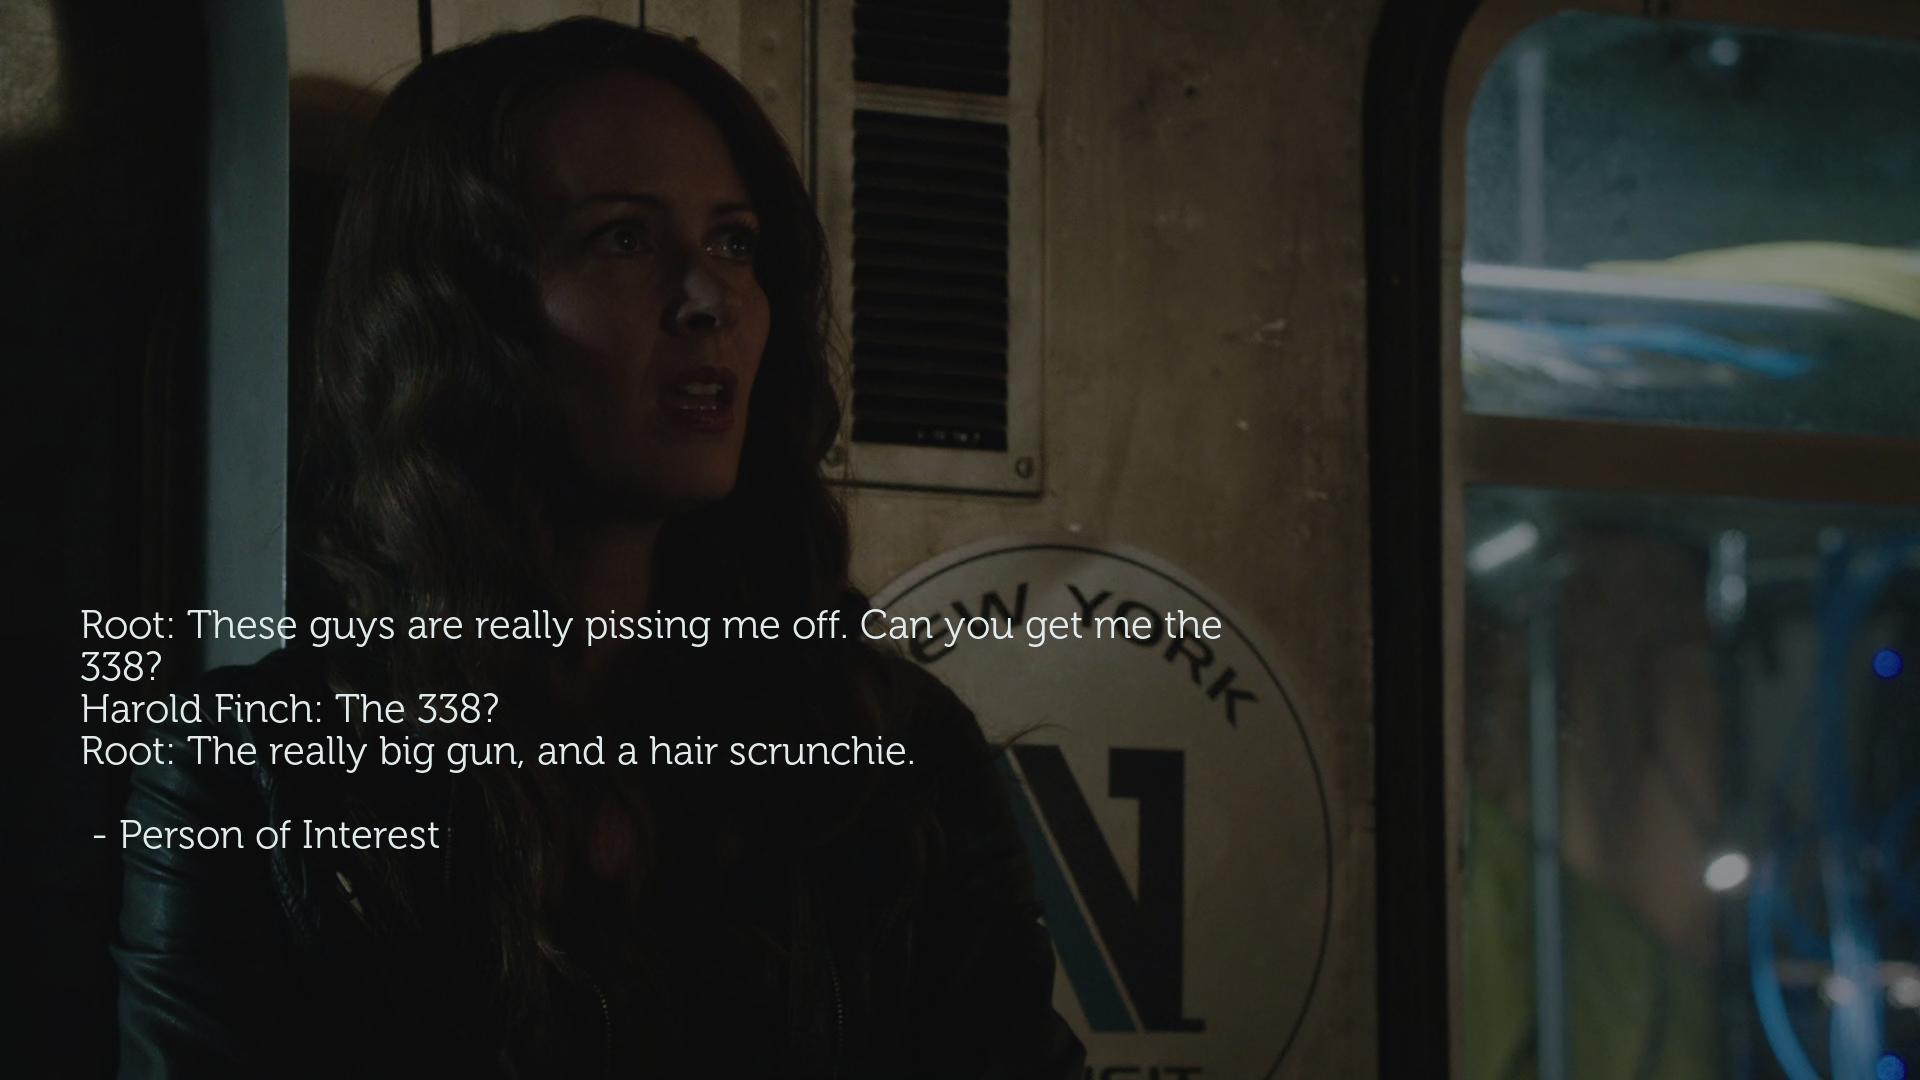 Root: These guys are really pissing me off. Can you get me the
338?
Harold Finch: The 338?
Root: The really big gun, and a hair scrunchie.
- Person of Interest
EW YORK